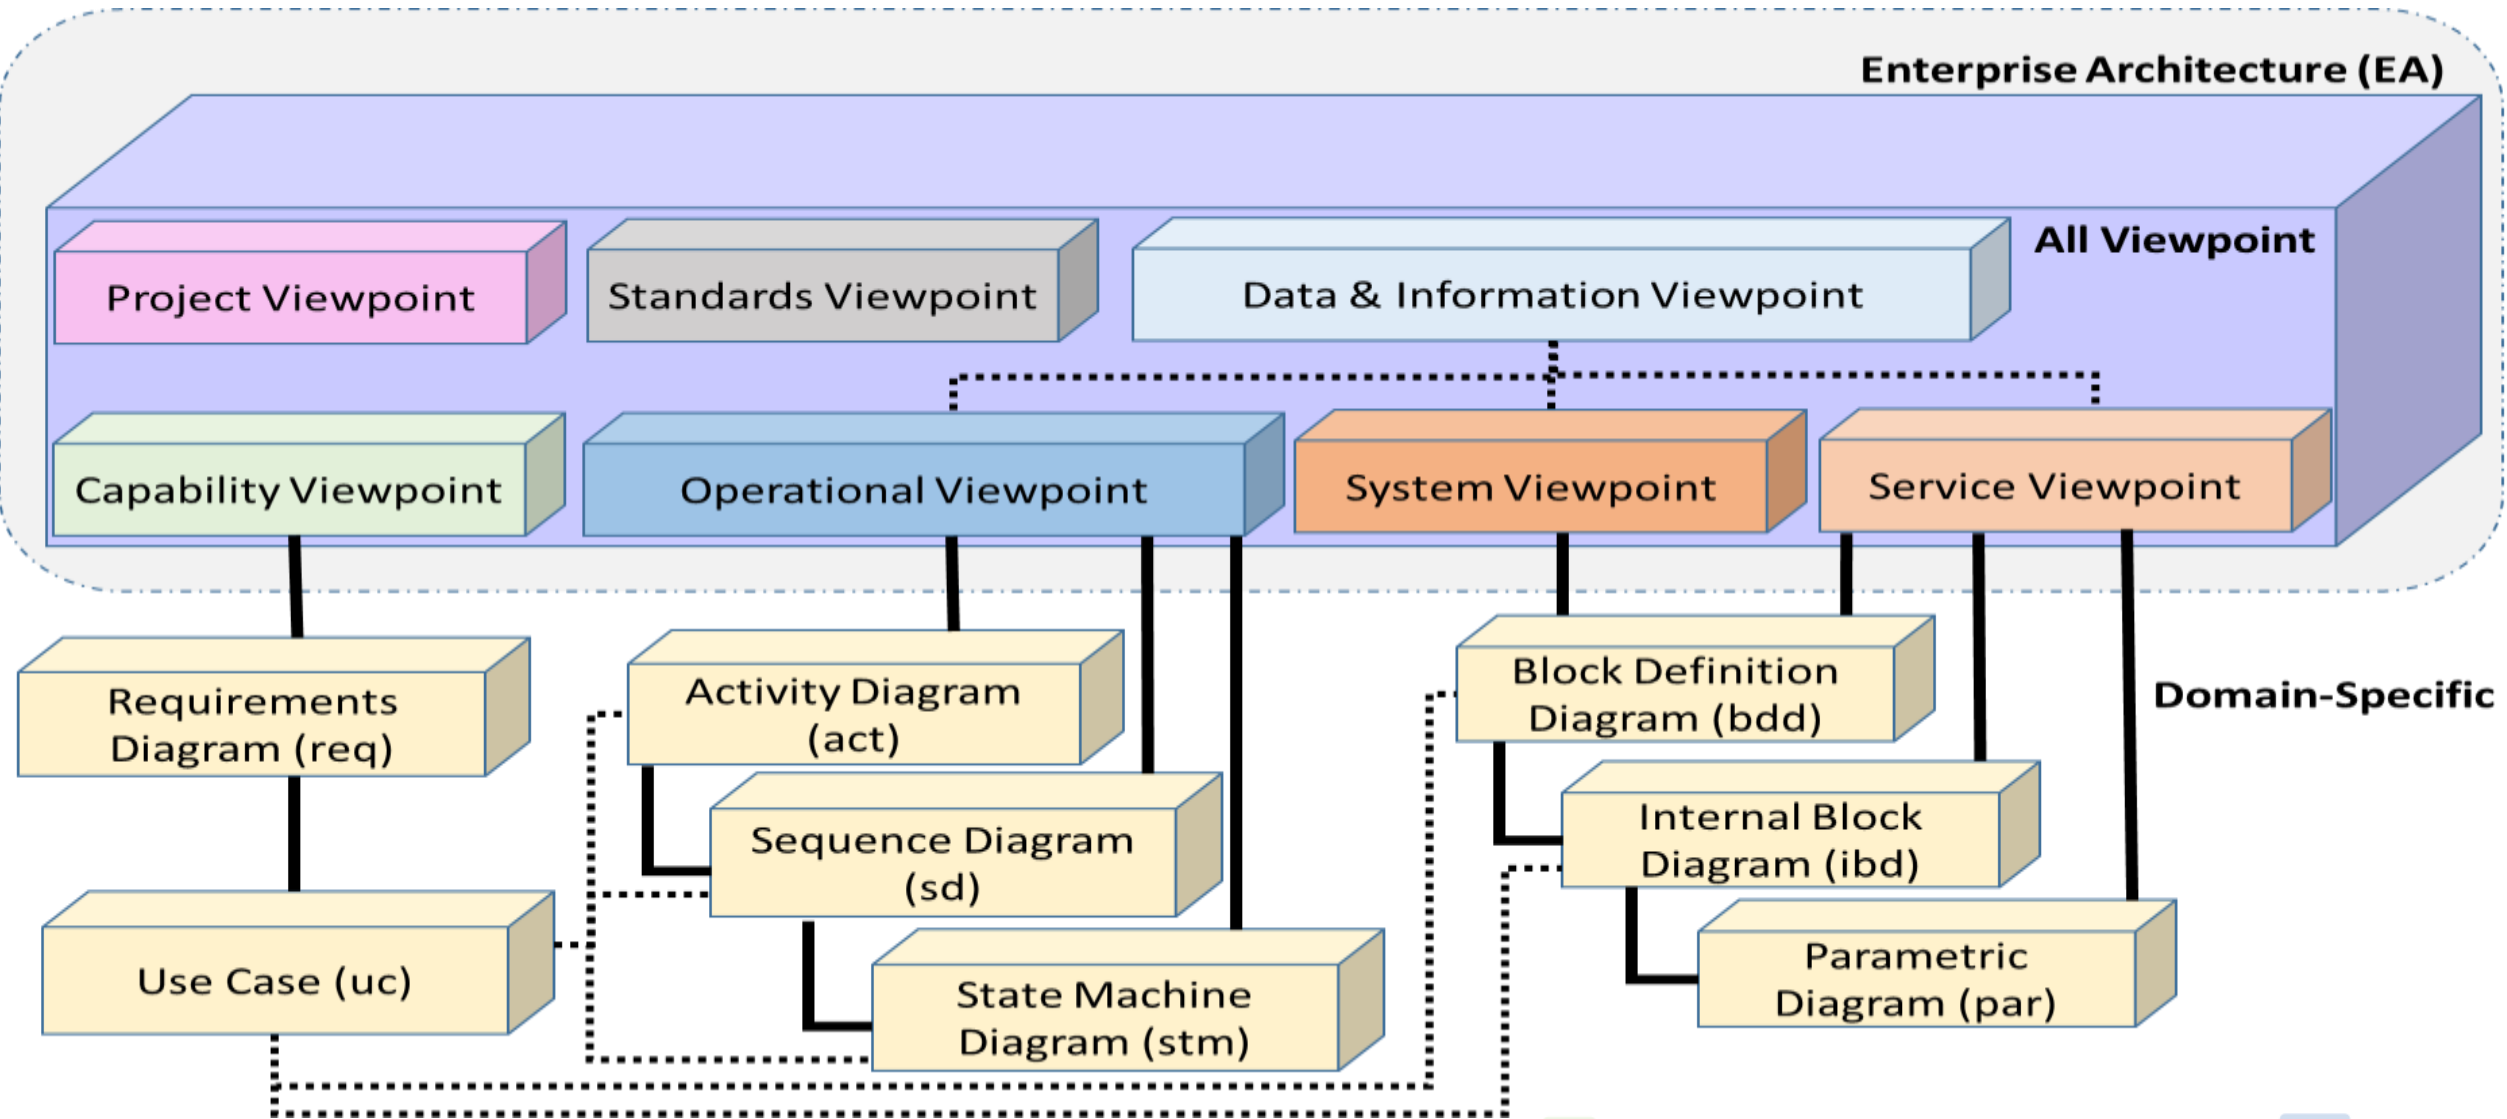 Enterprise Architecture (EA)
All Viewpoint
Project Viewpoint
Standards Viewpoint
Data & Information Viewpoint
Capability Viewpoint
Operational Viewpoint
System Viewpoint
Service Viewpoint
Requirements
Diagram (req)
Activity Diagram
(act)
Block Definition
Diagram (bdd)
Domain-Specific
Sequence Diagram
(sd)
Internal Block
Diagram (ibd)
Use Case (uc)
State Machine
Diagram (stm)
Parametric
Diagram (par)